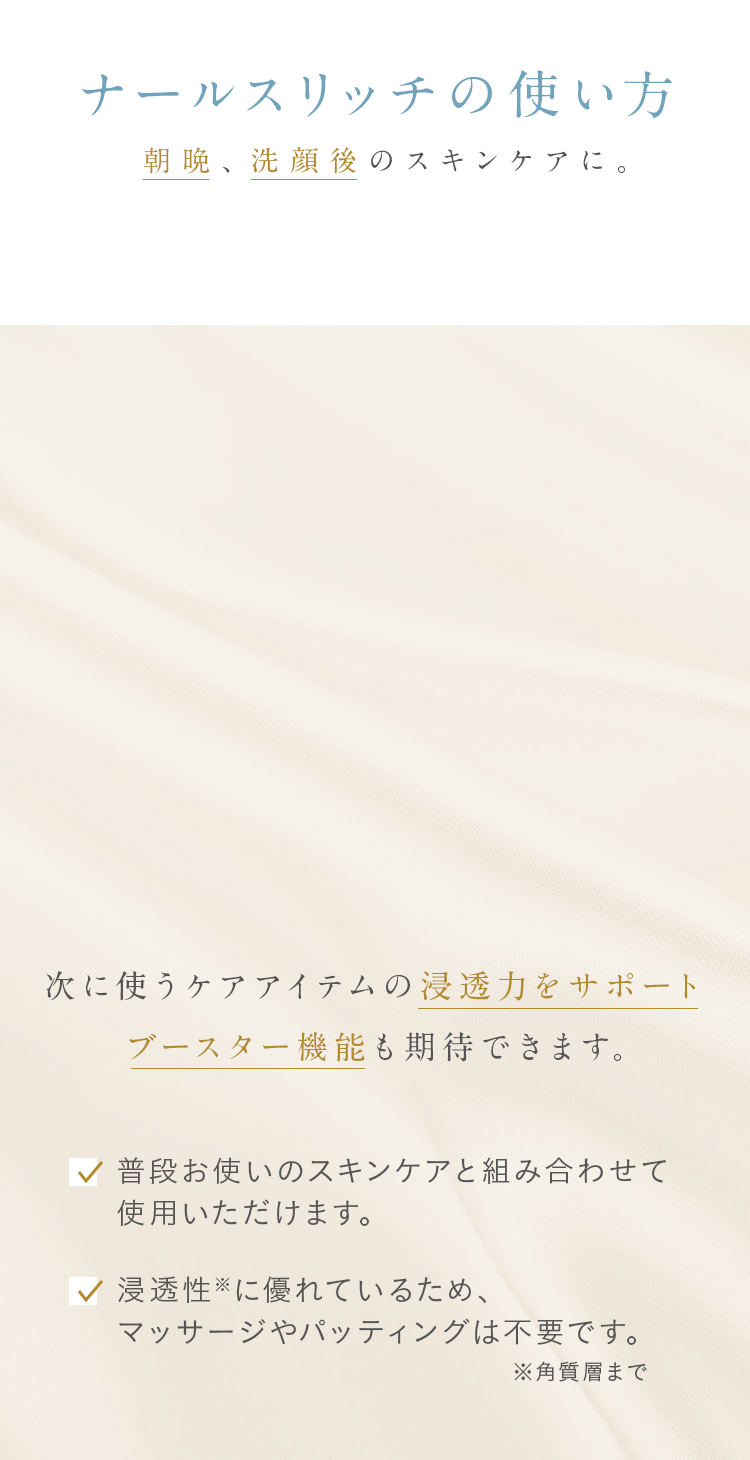 ナールスリッチの使い方
朝晩、洗顔後のスキンケアに。
次に使うケアアイテムの浸透力をサポート
ブースター機能も期待できます。
普段お使いのスキンケアと組み合わせて
使用いただけます。
浸透性※に優れているため、
マッサージやパッティングは不要です。
※角質層まで